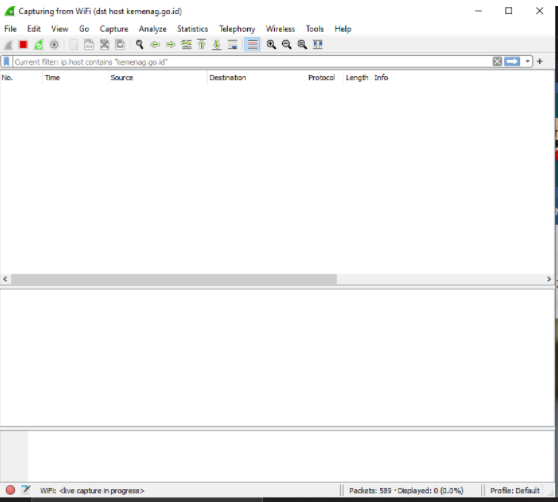 Capturing from WiFi (dst host kemenag.go.id)
File Edit View Go Capture Analyze Statistics Telephony Wireless Tools Help
Current filter: ip.host contains "kemenag.go.id"
No. Time Source Destination Protocol Length Info
WiFi: <live capture in progress> Packets: 589 · Displayed: 0 (0.0%) Profile: Default